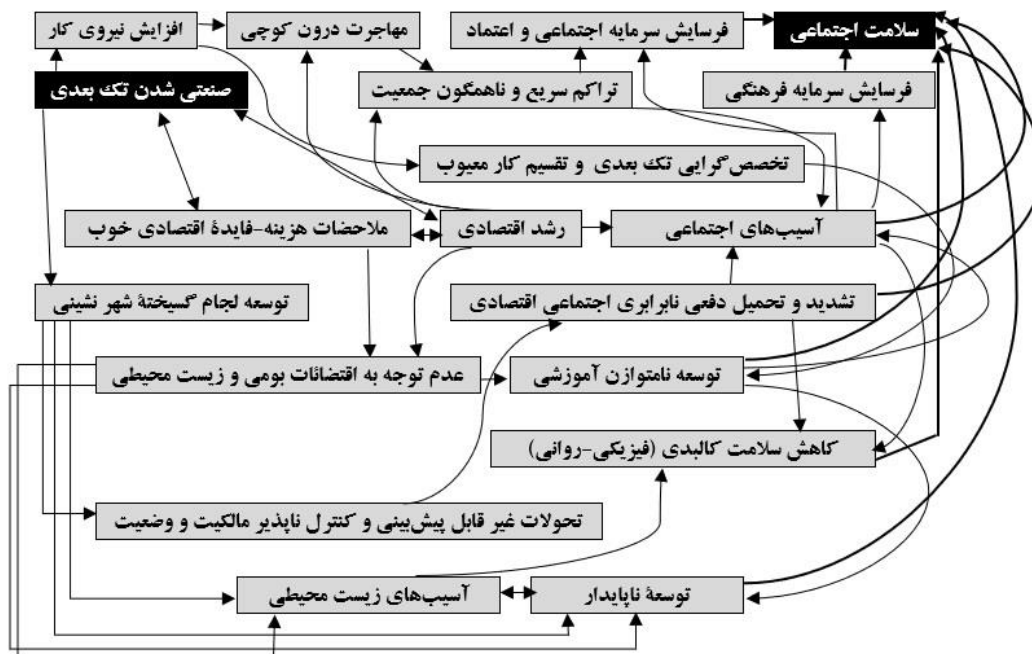 افزایش نیروی کار
مهاجرت درون کوچی
فرسایش سرمایه اجتماعی و اعتماد
سلامت اجتماعی
صنعتی شدن تک بعدی
تراکم سریع و ناهمگون جمعیت
فرسایش سرمایه فرهنگی
تخصص‌گرایی تک بعدی و تقسیم کار معیوب
ملاحضات هزینه-فایدهٔ اقتصادی خوب
رشد اقتصادی
آسیب‌های اجتماعی
توسعه لجام گسیختهٔ شهر نشینی
تشدید و تحمیل دفعی نابرابری اجتماعی اقتصادی
عدم توجه به اقتضائات بومی و زیست محیطی
توسعه نامتوازن آموزشی
کاهش سلامت کالبدی (فیزیکی-روانی)
تحولات غیر قابل پیش‌بینی و کنترل ناپذیر مالکیت و وضعیت
آسیب‌های زیست محیطی
توسعهٔ ناپایدار